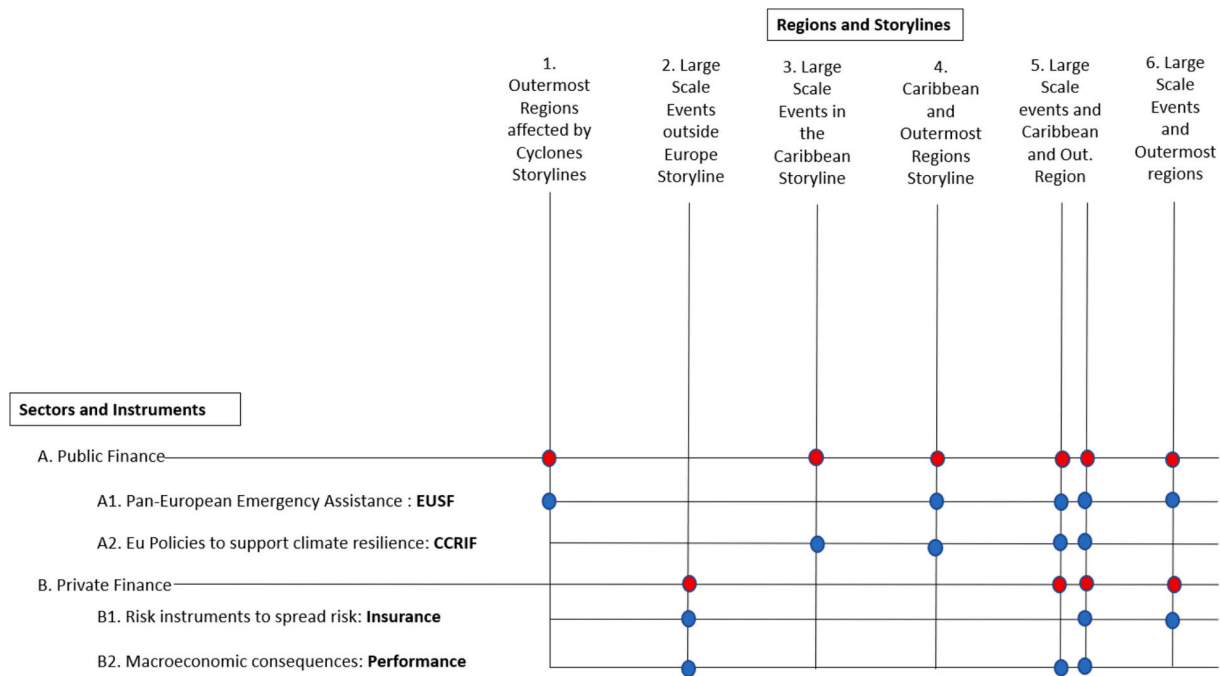 Regions and Storylines
1.
Outermost
Regions
affected by
Cyclones
Storylines
2. Large
Scale
Events
outside
Europe
Storyline
3. Large
Scale
Events in
the
Caribbean
Storyline
4.
Caribbean
and
Outermost
Regions
Storyline
5. Large
Scale
events and
Caribbean
and Out.
Region
6. Large
Scale
Events
and
Outermost
regions
Sectors and Instruments
A. Public Finance
A1. Pan-European Emergency Assistance : EUSF
A2. Eu Policies to support climate resilience: CCRIF
B. Private Finance
B1. Risk instruments to spread risk: Insurance
B2. Macroeconomic consequences: Performance